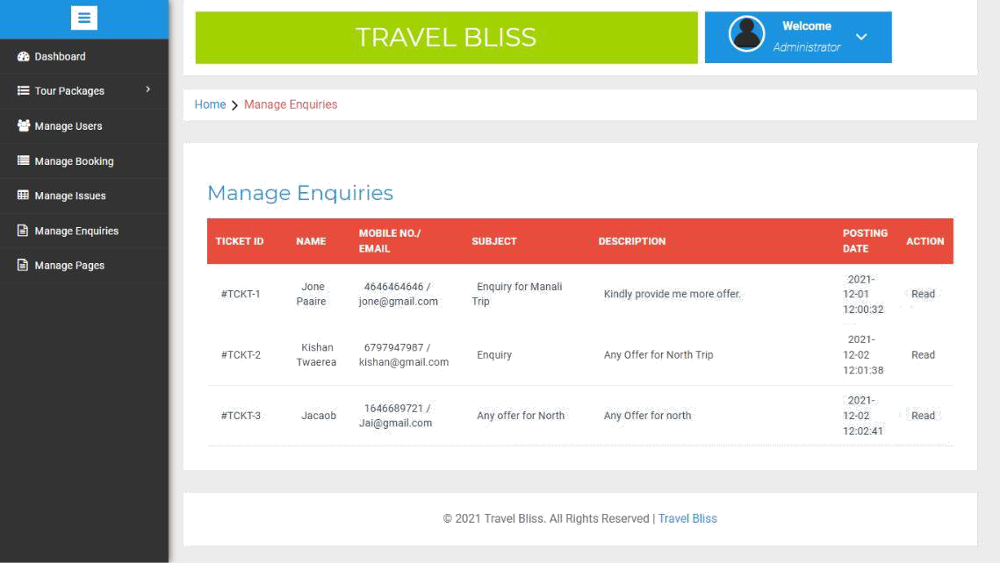 TRAVEL BLISS
Welcome
Administrator
Dashboard
Tour Packages
Manage Users
Manage Booking
Manage Issues
Manage Enquiries
Manage Pages
Home
Manage Enquiries
Manage Enquiries
TICKET ID
NAME
MOBILE NO./
EMAIL
SUBJECT
DESCRIPTION
POSTING
DATE
ACTION
#TCKT-1
Jone
Paaire
4646464646 /
jone@gmail.com
Enquiry for Manali
Trip
Kindly provide me more offer.
2021-
12-01
12:00:32
Read
#TCKT-2
Kishan
Twaerea
6797947987 /
kishan@gmail.com
Enquiry
Any Offer for North Trip
2021-
12-02
12:01:38
Read
#TCKT-3
Jacaob
1646689721 /
Jai@gmail.com
Any offer for North
Any Offer for north
2021-
12-02
12:02:41
Read
© 2021 Travel Bliss. All Rights Reserved | Travel Bliss